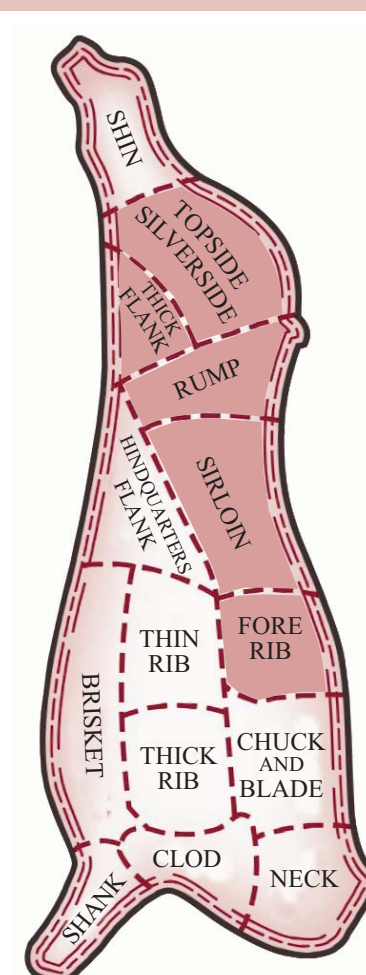 SHIN
TOPSIDE
SILVERSIDE
THICK
FLANK
RUMP
HINDQUARTERS
FLANK
SIRLOIN
FORE
RIB
THIN
RIB
BRISKET
THICK
RIB
CHUCK
AND
BLADE
CLOD
NECK
SHANK